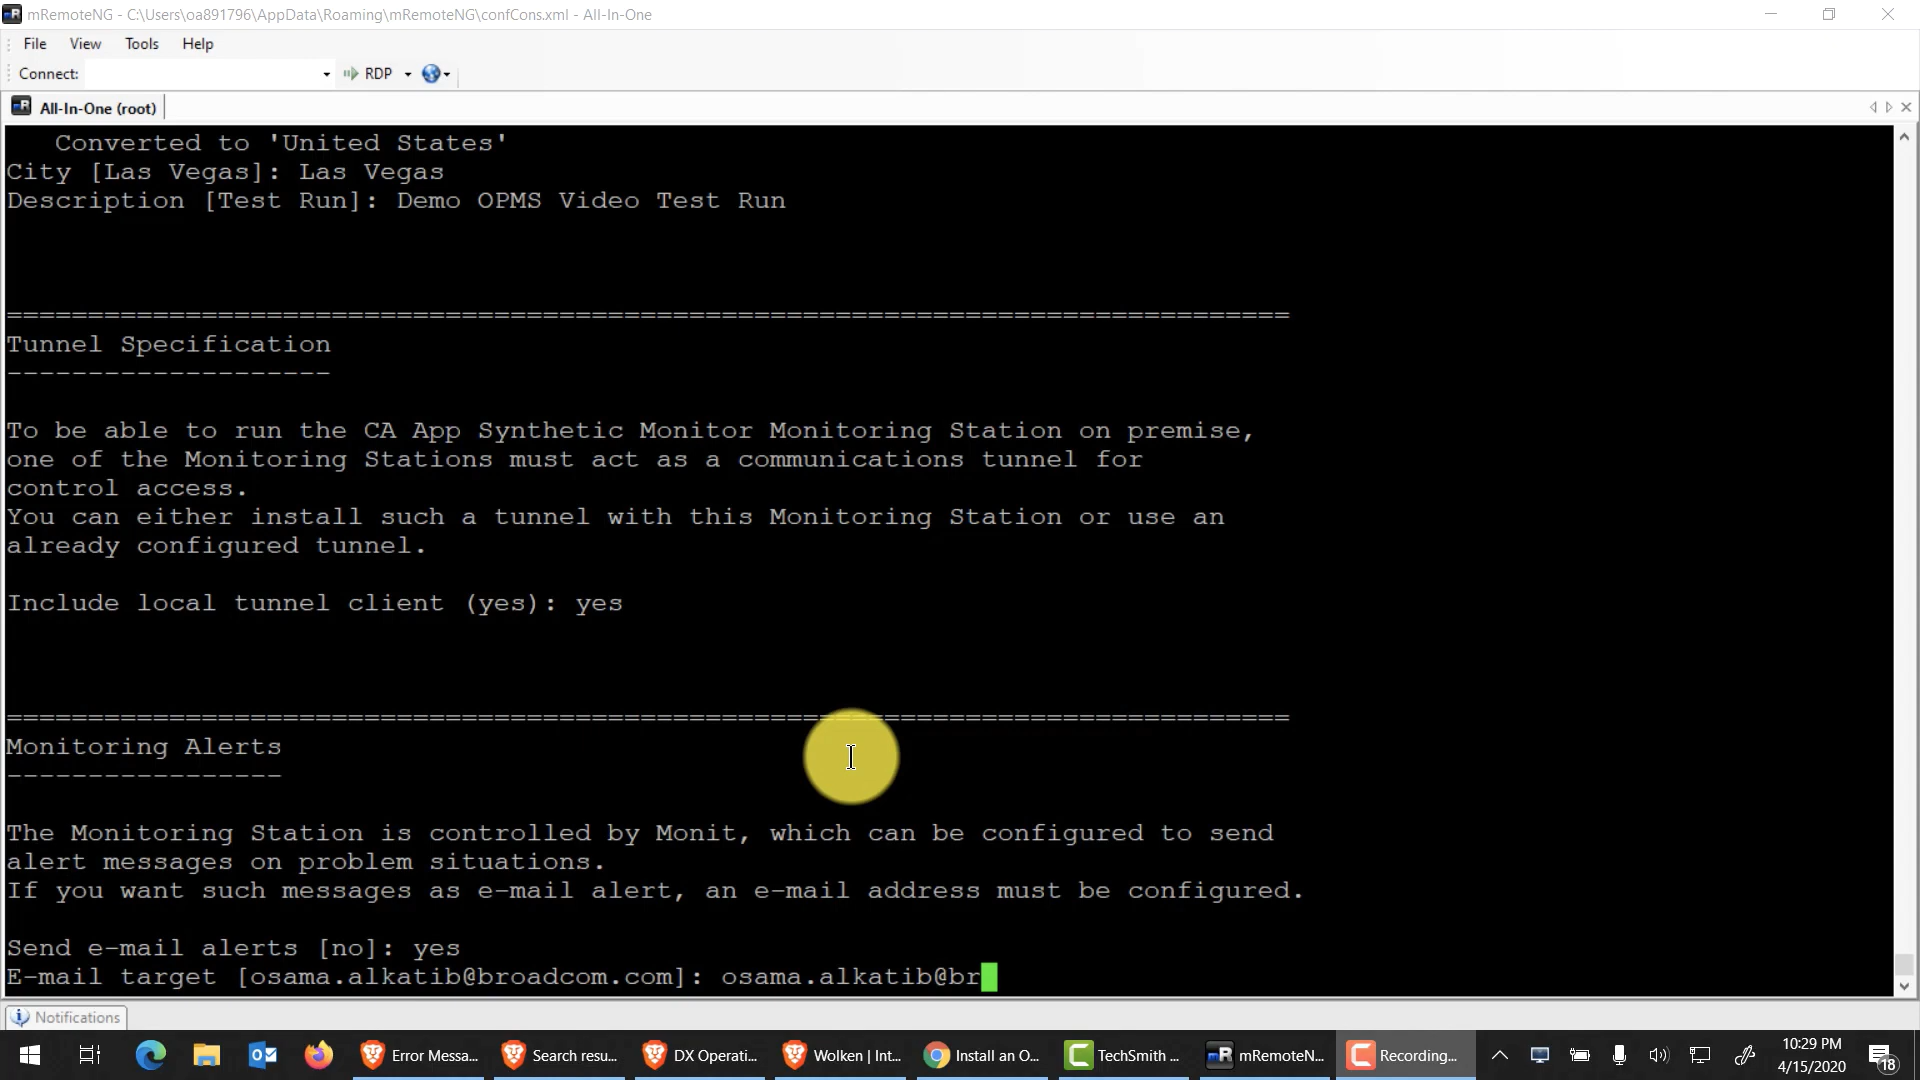 mRemoteNG - C:\Users\oa891796\AppData\Roaming\mRemoteNG\confCons.xml - All-In-One
File View Tools Help
Connect: RDP
All-In-One (root)
Converted to 'United States'
City [Las Vegas]: Las Vegas
Description [Test Run]: Demo OPMS Video Test Run
===============================================================================
Tunnel Specification
--------------------
To be able to run the CA App Synthetic Monitor Monitoring Station on premise,
one of the Monitoring Stations must act as a communications tunnel for
control access.
You can either install such a tunnel with this Monitoring Station or use an
already configured tunnel.
Include local tunnel client (yes): yes
===============================================================================
Monitoring Alerts
-----------------
The Monitoring Station is controlled by Monit, which can be configured to send
alert messages on problem situations.
If you want such messages as e-mail alert, an e-mail address must be configured.
Send e-mail alerts [no]: yes
E-mail target [osama.alkatib@broadcom.com]: osama.alkatib@br
Notifications
Error Messa... Search resu... DX Operati... Wolken | Int... Install an O... TechSmith ... mRemoteN... Recording... 10:29 PM
4/15/2020 18